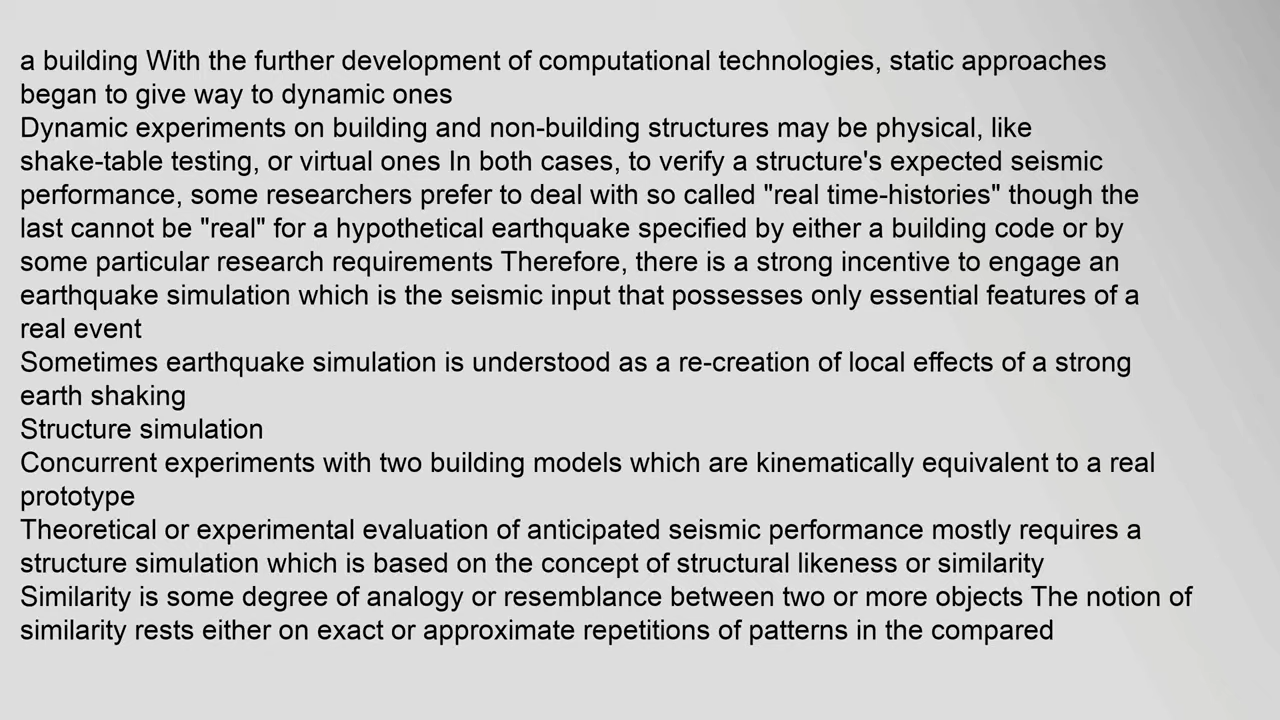 a building With the further development of computational technologies, static approaches
began to give way to dynamic ones
Dynamic experiments on building and non-building structures may be physical, like
shake-table testing, or virtual ones In both cases, to verify a structure's expected seismic
performance, some researchers prefer to deal with so called "real time-histories" though the
last cannot be "real" for a hypothetical earthquake specified by either a building code or by
some particular research requirements Therefore, there is a strong incentive to engage an
earthquake simulation which is the seismic input that possesses only essential features of a
real event
Sometimes earthquake simulation is understood as a re-creation of local effects of a strong
earth shaking
Structure simulation
Concurrent experiments with two building models which are kinematically equivalent to a real
prototype
Theoretical or experimental evaluation of anticipated seismic performance mostly requires a
structure simulation which is based on the concept of structural likeness or similarity
Similarity is some degree of analogy or resemblance between two or more objects The notion of
similarity rests either on exact or approximate repetitions of patterns in the compared